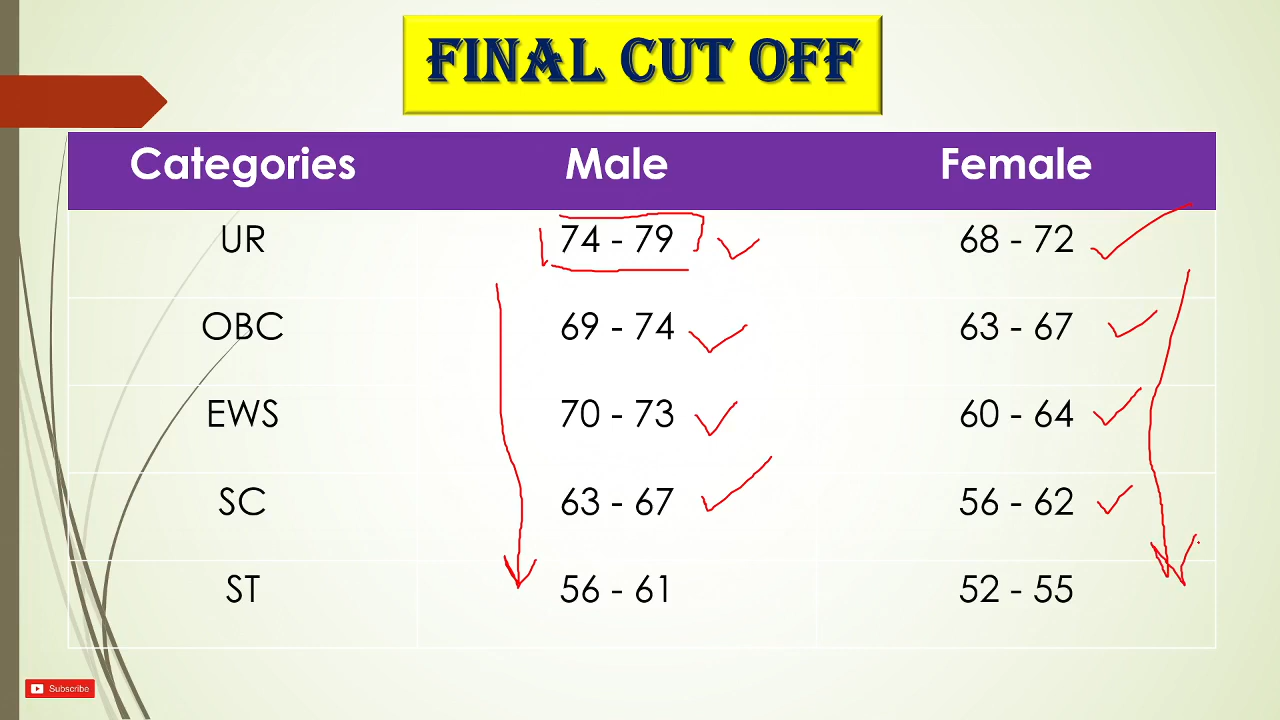 FINAL CUT OFF
Categories Male Female
UR 74 - 79 68 - 72
OBC 69 - 74 63 - 67
EWS 70 - 73 60 - 64
SC 63 - 67 56 - 62
ST 56 - 61 52 - 55
Subscribe